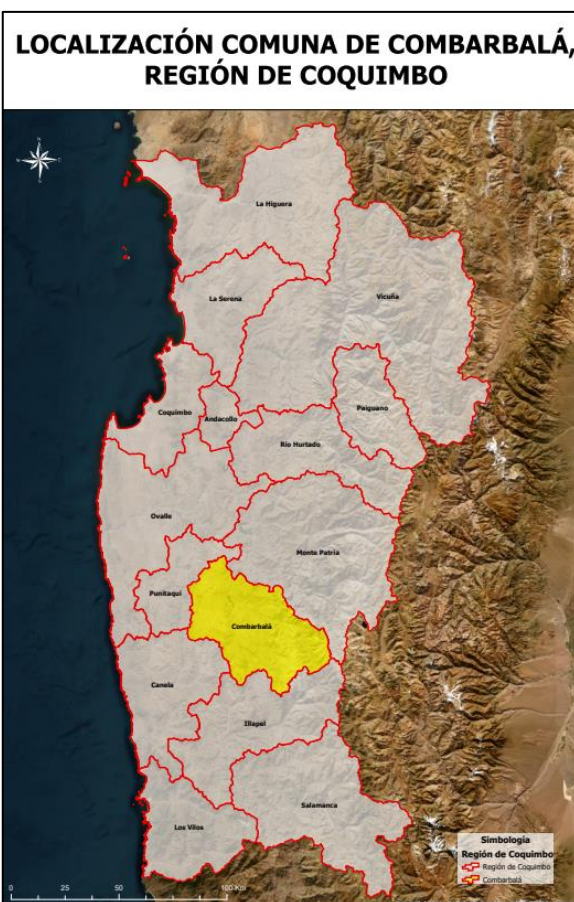 LOCALIZACIÓN COMUNA DE COMBARBALÁ,
REGIÓN DE COQUIMBO
La Higuera
La Serena
Vicuña
Coquimbo
Andacollo
Paiguano
Río Hurtado
Ovalle
Monte Patria
Punitaqui
Combarbalá
Canela
Illapel
Salamanca
Los Vilos
Simbología
Región de Coquimbo
Región de Coquimbo
Combarbalá
0 25 50 100 Km